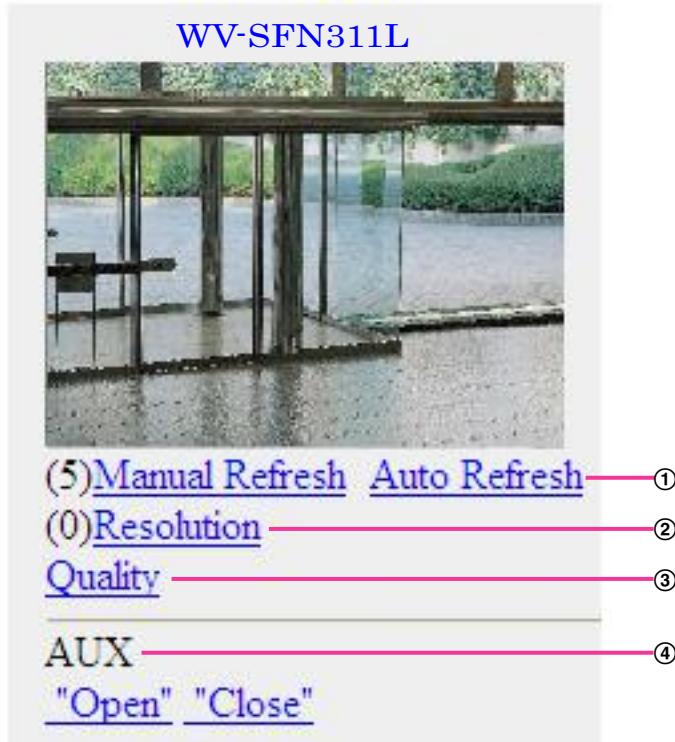 WV-SFN311L
(5)Manual Refresh Auto Refresh ①
(0)Resolution ②
Quality ③
AUX ④
"Open" "Close"